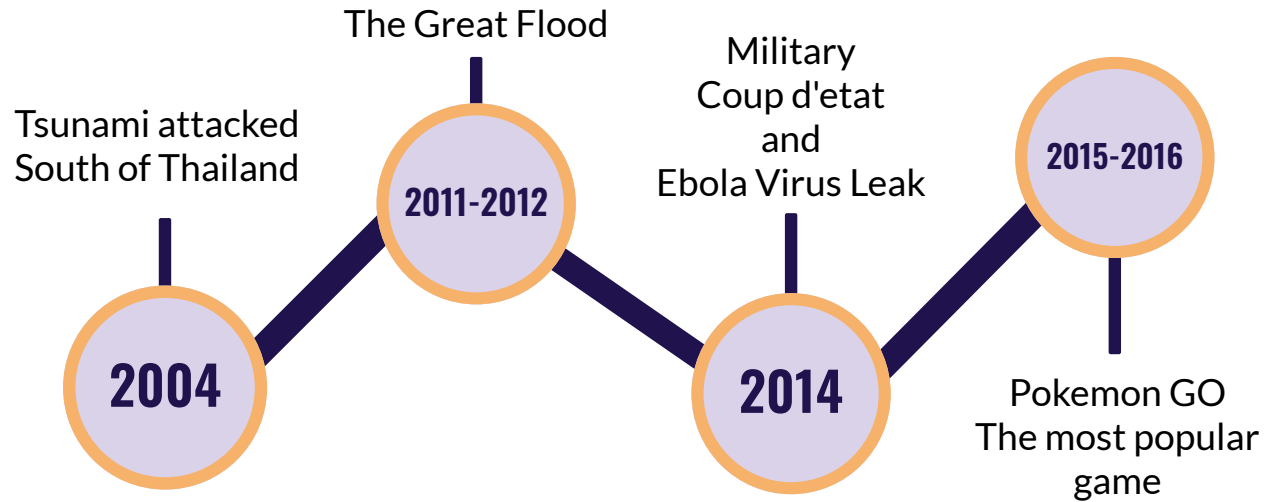 Tsunami attacked
South of Thailand
2004
The Great Flood
2011-2012
Military
Coup d'etat
and
Ebola Virus Leak
2014
2015-2016
Pokemon GO
The most popular
game